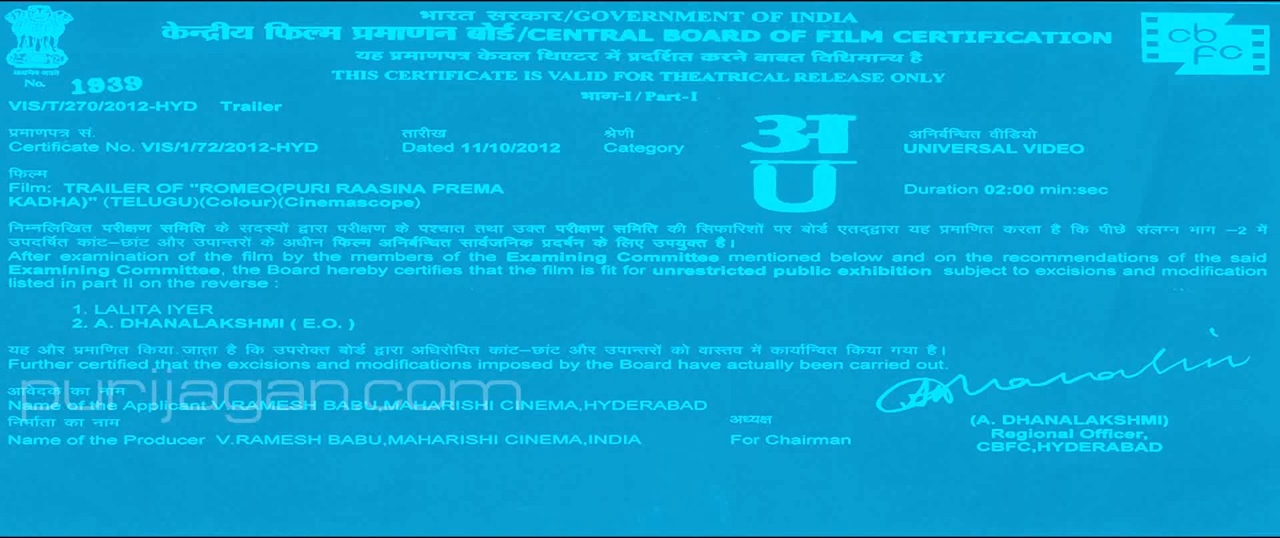 भारत सरकार/GOVERNMENT OF INDIA
केन्द्रीय फिल्म प्रमाणन बोर्ड/CENTRAL BOARD OF FILM CERTIFICATION
cb
fc
यह प्रमाणपत्र केवल थिएटर में प्रदर्शित करने बाबत विधिमान्य है
THIS CERTIFICATE IS VALID FOR THEATRICAL RELEASE ONLY
सत्यमेव जयते
No. 1939
भाग-I / Part-I
VIS/T/270/2012-HYD Trailer
प्रमाणपत्र सं. तारीख श्रेणी अ अनिर्बन्धित वीडियो
Certificate No. VIS/1/72/2012-HYD Dated 11/10/2012 Category U UNIVERSAL VIDEO
फिल्म
Film: TRAILER OF "ROMEO(PURI RAASINA PREMA Duration 02:00 min:sec
KADHA)" (TELUGU)(Colour)(Cinemascope)
निम्नलिखित परीक्षण समिति के सदस्यों द्वारा परीक्षण के पश्चात तथा उक्त परीक्षण समिति की सिफारिशों पर बोर्ड एतद्द्वारा यह प्रमाणित करता है कि पीछे संलग्न भाग -2 में
उपदर्षित कांट-छांट और उपान्तरों के अधीन फिल्म अनिर्बन्धित सार्वजनिक प्रदर्षन के लिए उपयुक्त है।
After examination of the film by the members of the Examining Committee mentioned below and on the recommendations of the said
Examining Committee, the Board hereby certifies that the film is fit for unrestricted public exhibition subject to excisions and modification
listed in part II on the reverse :
1. LALITA IYER
2. A. DHANALAKSHMI ( E.O. )
यह और प्रमाणित किया जाता है कि उपरोक्त बोर्ड द्वारा अधिरोपित कांट-छांट और उपान्तरों को वास्तव में कार्यान्वित किया गया है।
Further certified that the excisions and modifications imposed by the Board have actually been carried out.
purijagan.com
आवेदक का नाम
Name of the Applicant V.RAMESH BABU,MAHARISHI CINEMA,HYDERABAD
निर्माता का नाम अध्यक्ष (A. DHANALAKSHMI)
Name of the Producer V.RAMESH BABU,MAHARISHI CINEMA,INDIA For Chairman Regional Officer,
CBFC,HYDERABAD